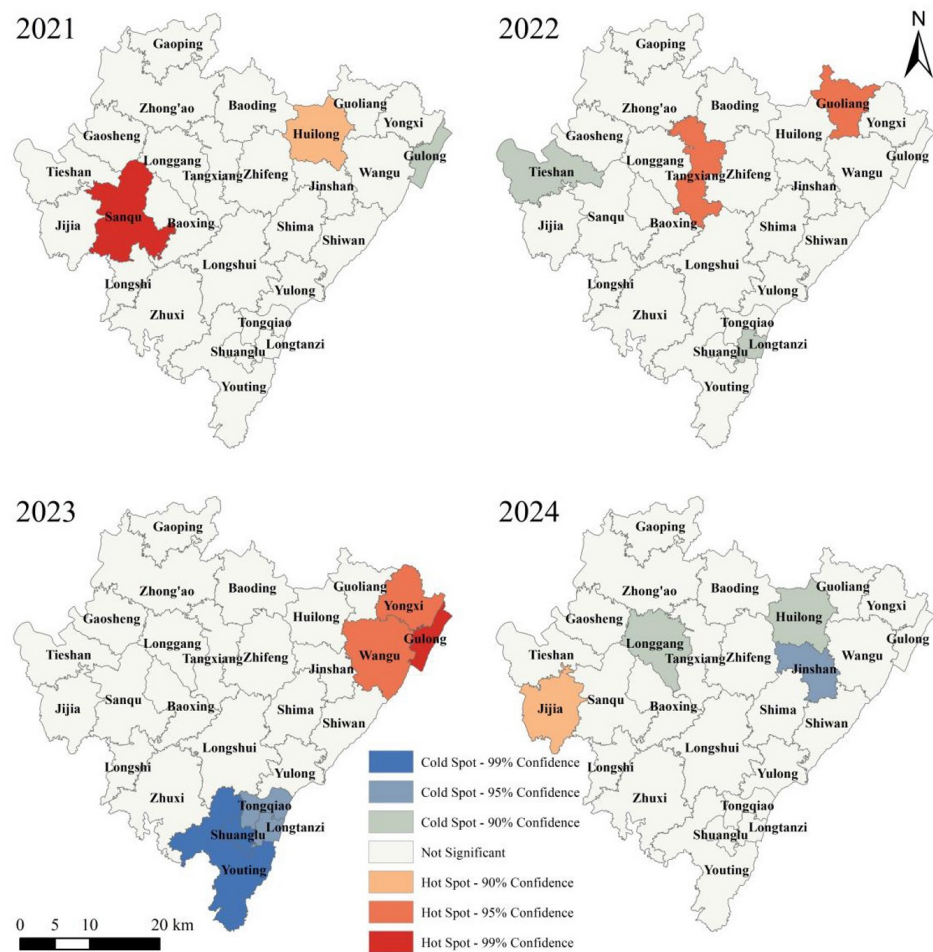 2021
Gaoping
Zhong'ao
Baoding
Guoliang
Huilong
Yongxi
Gaosheng
Longgang
Gulong
Tieshan
Tangxiang
Zhifeng
Wangu
Jinshan
Sanqu
Jijia
Baoxing
Shima
Shiwan
Longshui
Longshi
Yulong
Zhuxi
Tongqiao
Shuanglu
Longtanzi
Youting
2022
N
Gaoping
Zhong'ao
Baoding
Guoliang
Huilong
Yongxi
Gaosheng
Longgang
Gulong
Tieshan
Tangxiang
Zhifeng
Wangu
Jinshan
Sanqu
Jijia
Baoxing
Shima
Shiwan
Longshui
Longshi
Yulong
Zhuxi
Tongqiao
Shuanglu
Longtanzi
Youting
2023
Gaoping
Zhong'ao
Baoding
Guoliang
Huilong
Yongxi
Gaosheng
Longgang
Gulong
Tieshan
Tangxiang
Zhifeng
Wangu
Jinshan
Sanqu
Jijia
Baoxing
Shima
Shiwan
Longshui
Longshi
Yulong
Zhuxi
Tongqiao
Shuanglu
Longtanzi
Youting
2024
Gaoping
Zhong'ao
Baoding
Guoliang
Huilong
Yongxi
Gaosheng
Longgang
Gulong
Tieshan
Tangxiang
Zhifeng
Wangu
Jinshan
Sanqu
Jijia
Baoxing
Shima
Shiwan
Longshui
Longshi
Yulong
Zhuxi
Tongqiao
Shuanglu
Longtanzi
Youting
Cold Spot - 99% Confidence
Cold Spot - 95% Confidence
Cold Spot - 90% Confidence
Not Significant
Hot Spot - 90% Confidence
Hot Spot - 95% Confidence
Hot Spot - 99% Confidence
0 5 10 20 km